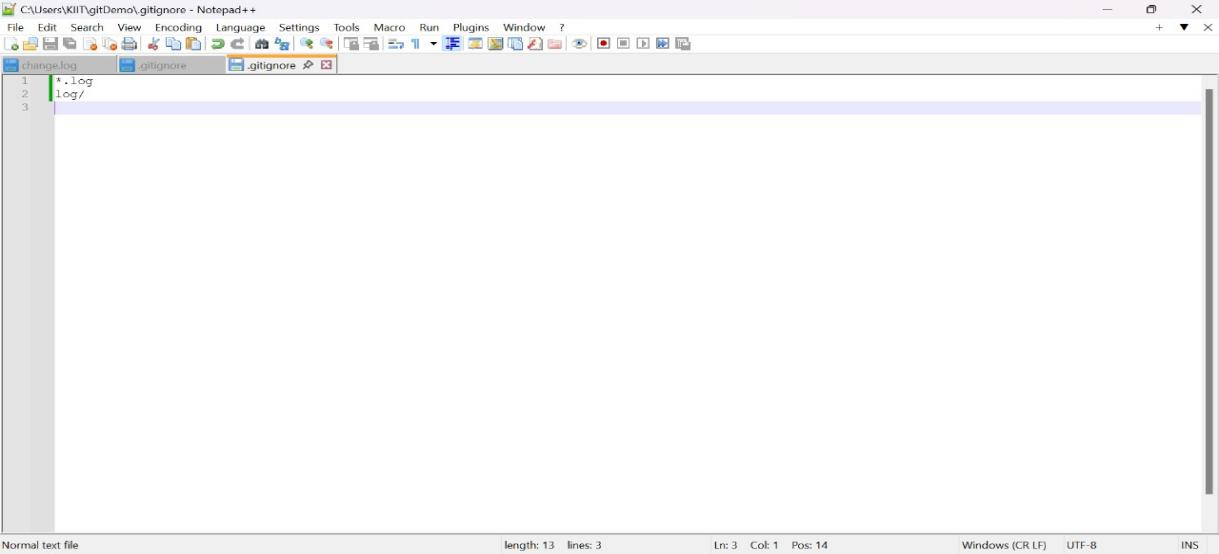 C:\Users\KIIT\gitDemo\.gitignore - Notepad++
File Edit Search View Encoding Language Settings Tools Macro Run Plugins Window ?
change.log .gitignore .gitignore
1 *.log
2 log/
3
Normal text file length: 13 lines: 3 Ln: 3 Col: 1 Pos: 14 Windows (CR LF) UTF-8 INS